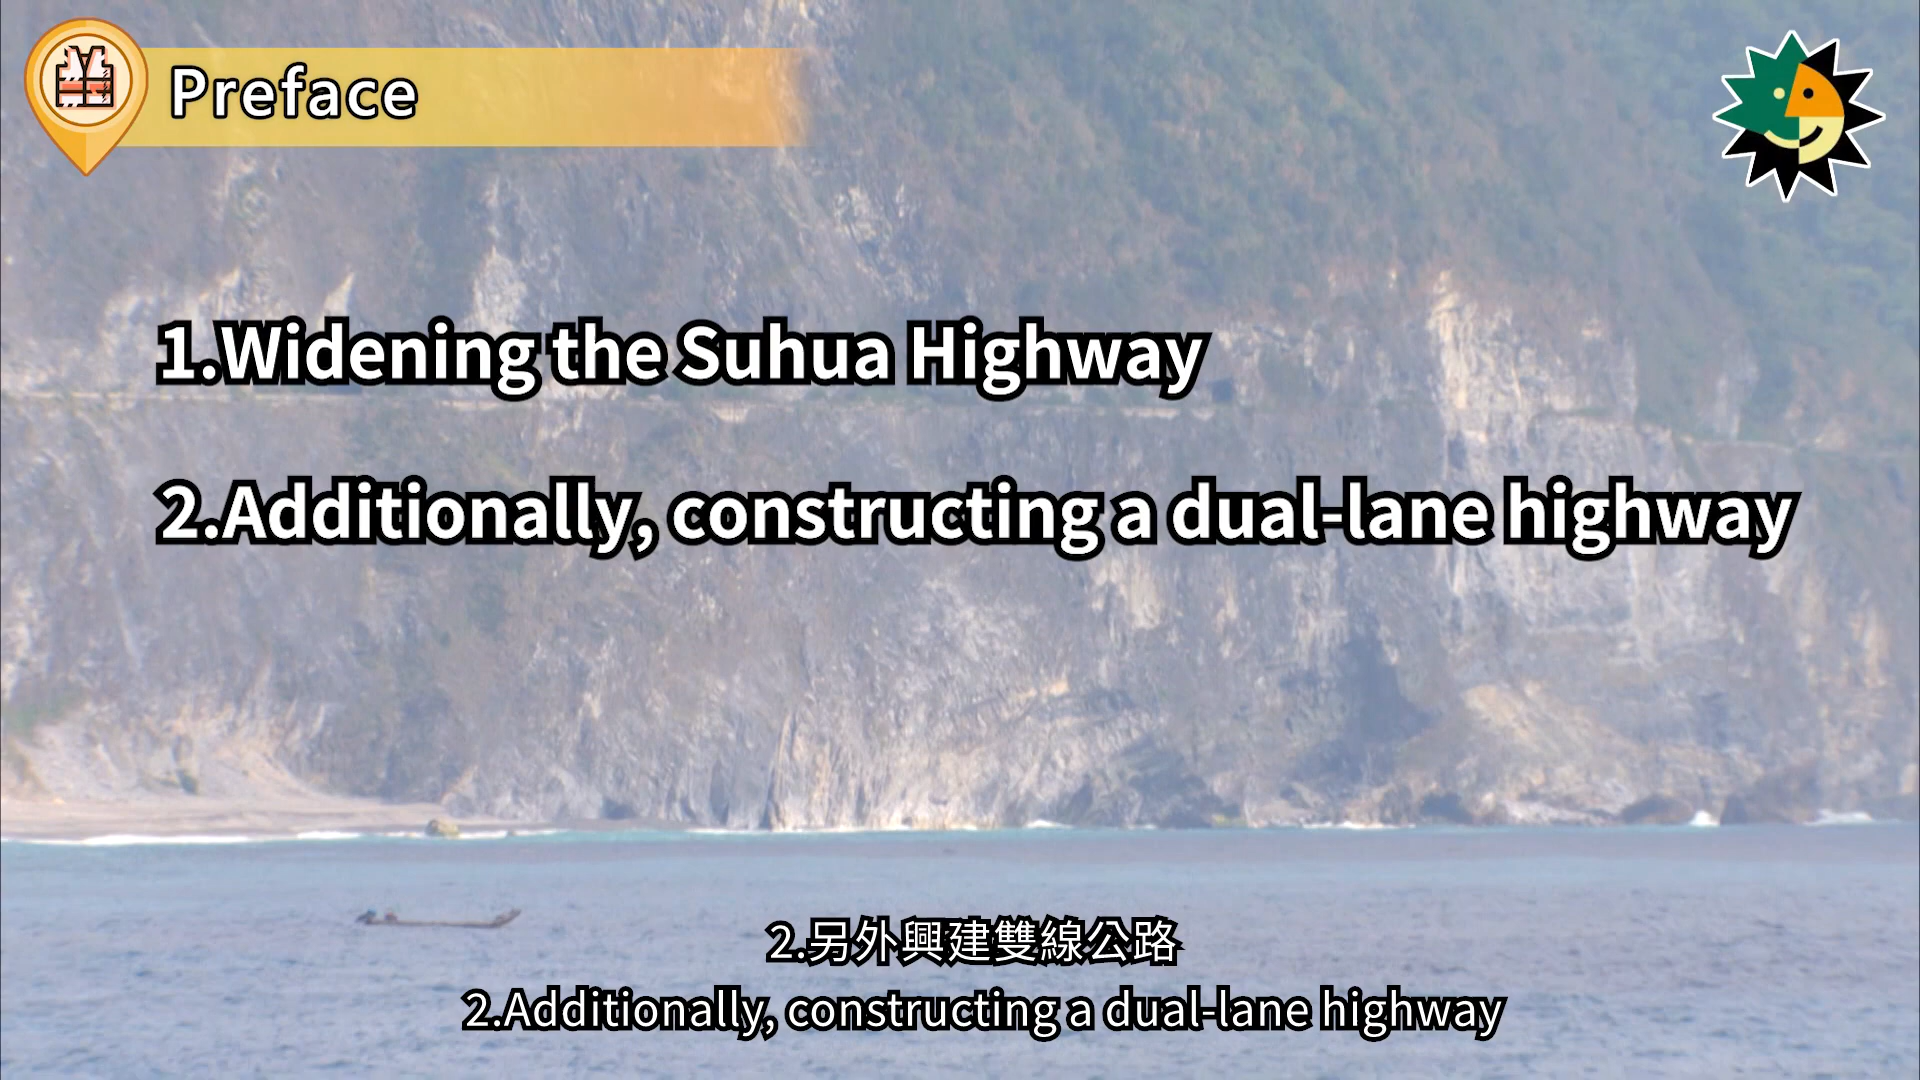 Preface
1.Widening the Suhua Highway
2.Additionally, constructing a dual-lane highway
2.另外興建雙線公路
2.Additionally, constructing a dual-lane highway